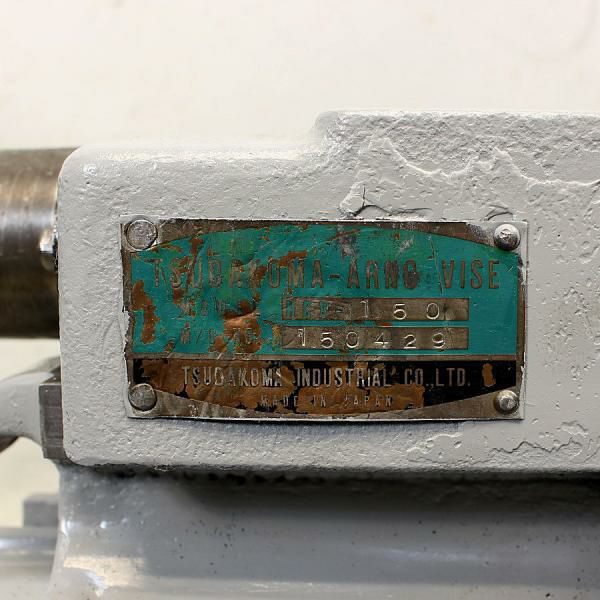 TSUDAKOMA-ARNO VISE
150
150429
TSUDAKOMA INDUSTRIAL CO.,LTD.
MADE IN JAPAN